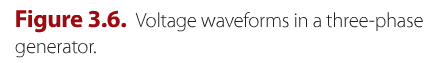 Figure 3.6. Voltage waveforms in a three-phase
generator.